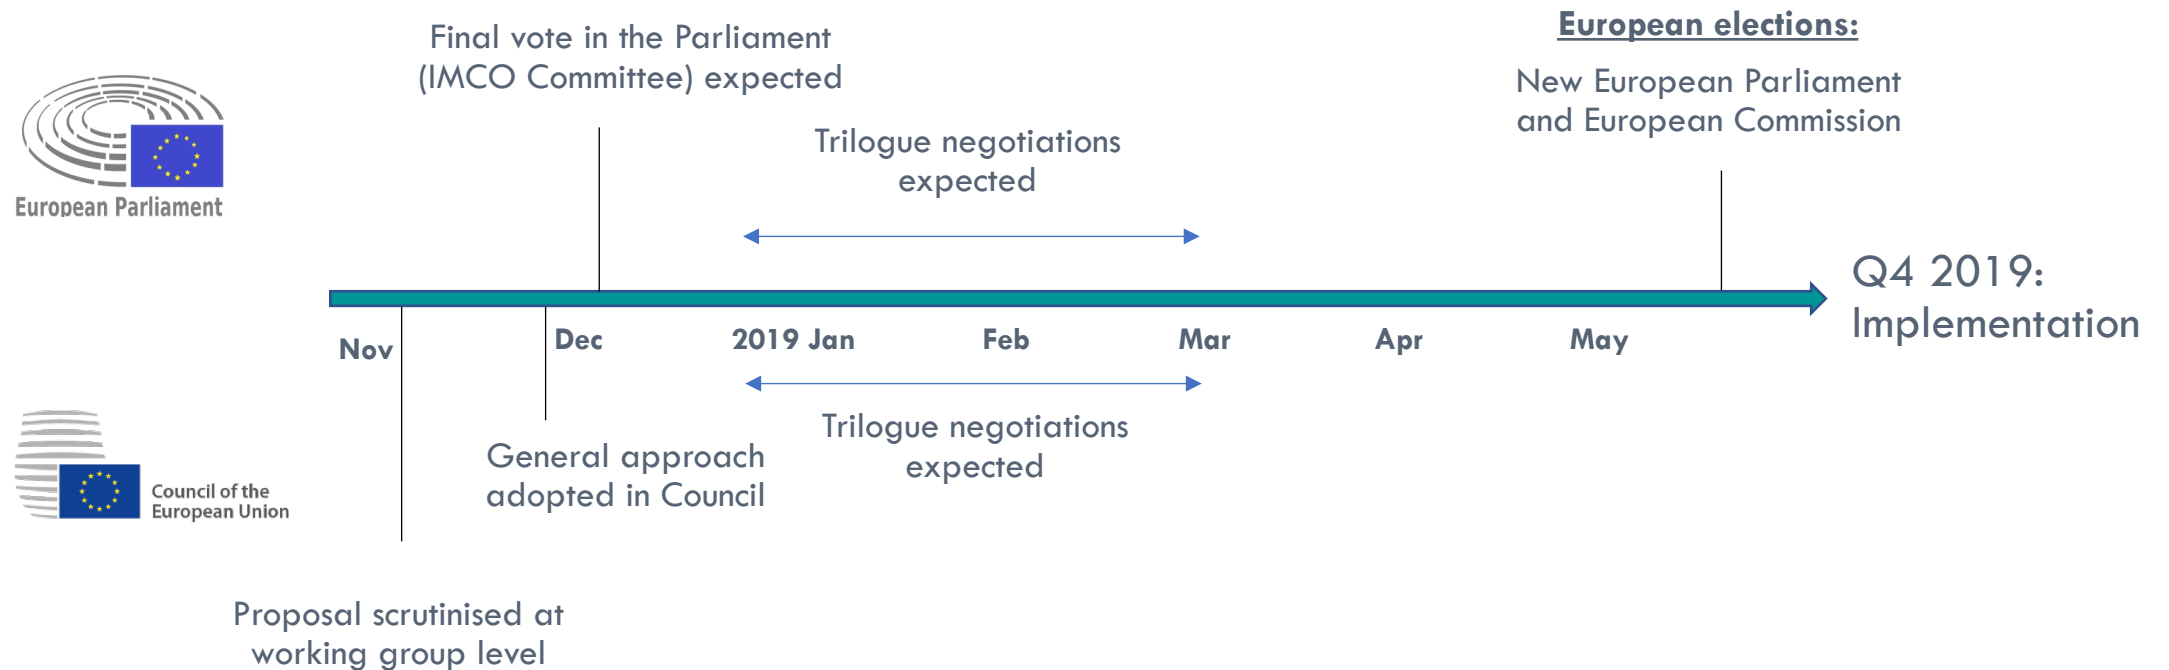 European elections:
Final vote in the Parliament
(IMCO Committee) expected
New European Parliament
and European Commission
Trilogue negotiations
expected
European Parliament
Q4 2019:
Implementation
Nov
Dec
2019 Jan
Feb
Mar
Apr
May
Trilogue negotiations
expected
General approach
adopted in Council
Council of the
European Union
Proposal scrutinised at
working group level